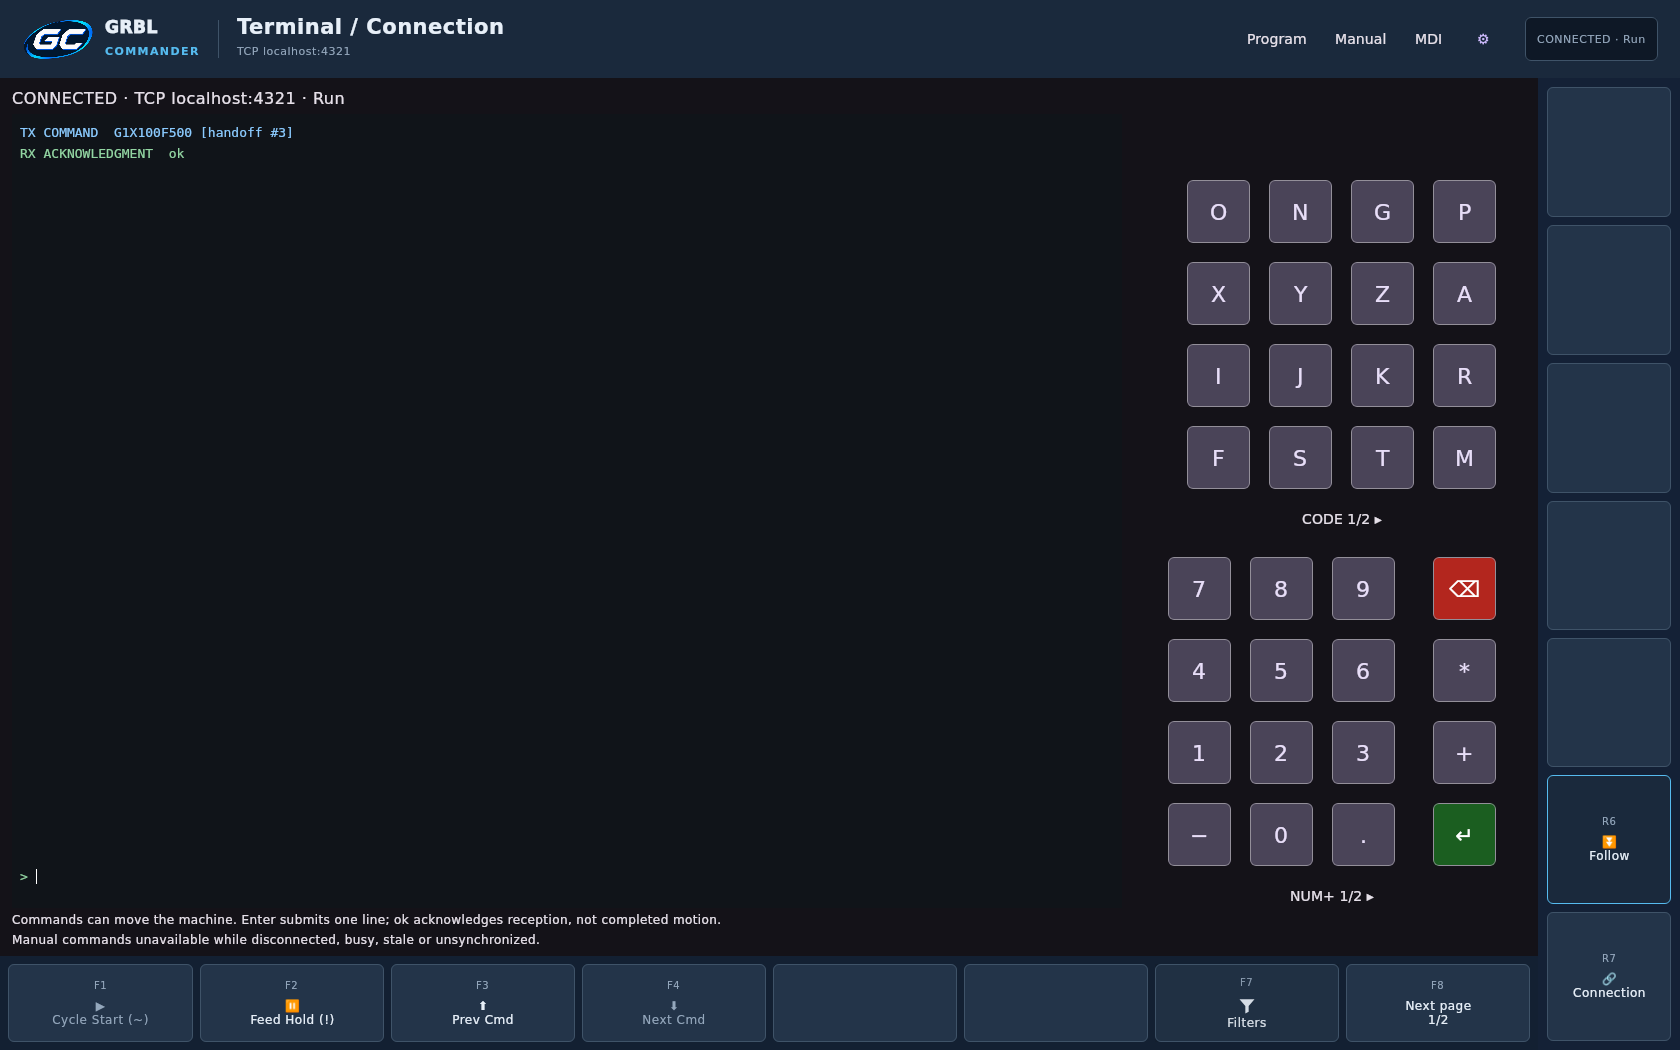 GC
GRBL
COMMANDER
Terminal / Connection
TCP localhost:4321
Program
Manual
MDI
⚙
CONNECTED · Run
CONNECTED · TCP localhost:4321 · Run
TX COMMAND  G1X100F500 [handoff #3]
RX ACKNOWLEDGMENT  ok
O N G P
X Y Z A
I J K R
F S T M
CODE 1/2 ▸
7 8 9 ⌫
4 5 6 *
1 2 3 +
− 0 . ↵
NUM+ 1/2 ▸
>
Commands can move the machine. Enter submits one line; ok acknowledges reception, not completed motion.
Manual commands unavailable while disconnected, busy, stale or unsynchronized.
R6
Follow
R7
Connection
F1
Cycle Start (~)
F2
Feed Hold (!)
F3
Prev Cmd
F4
Next Cmd
F7
Filters
F8
Next page
1/2